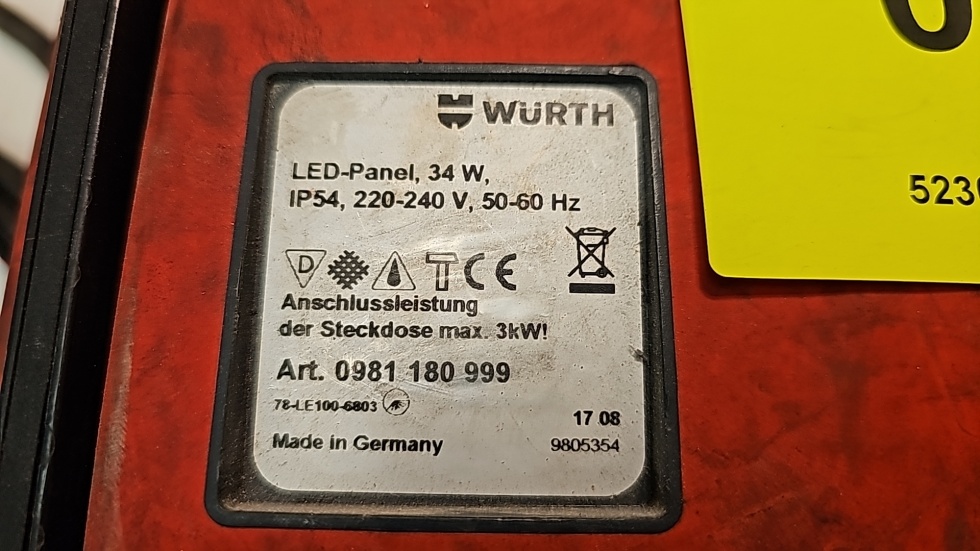 WÜRTH
LED-Panel, 34 W,
IP54, 220-240 V, 50-60 Hz
D
T CE
Anschlussleistung
der Steckdose max. 3kW!
Art. 0981 180 999
78-LE100-6803
17 08
Made in Germany
9805354